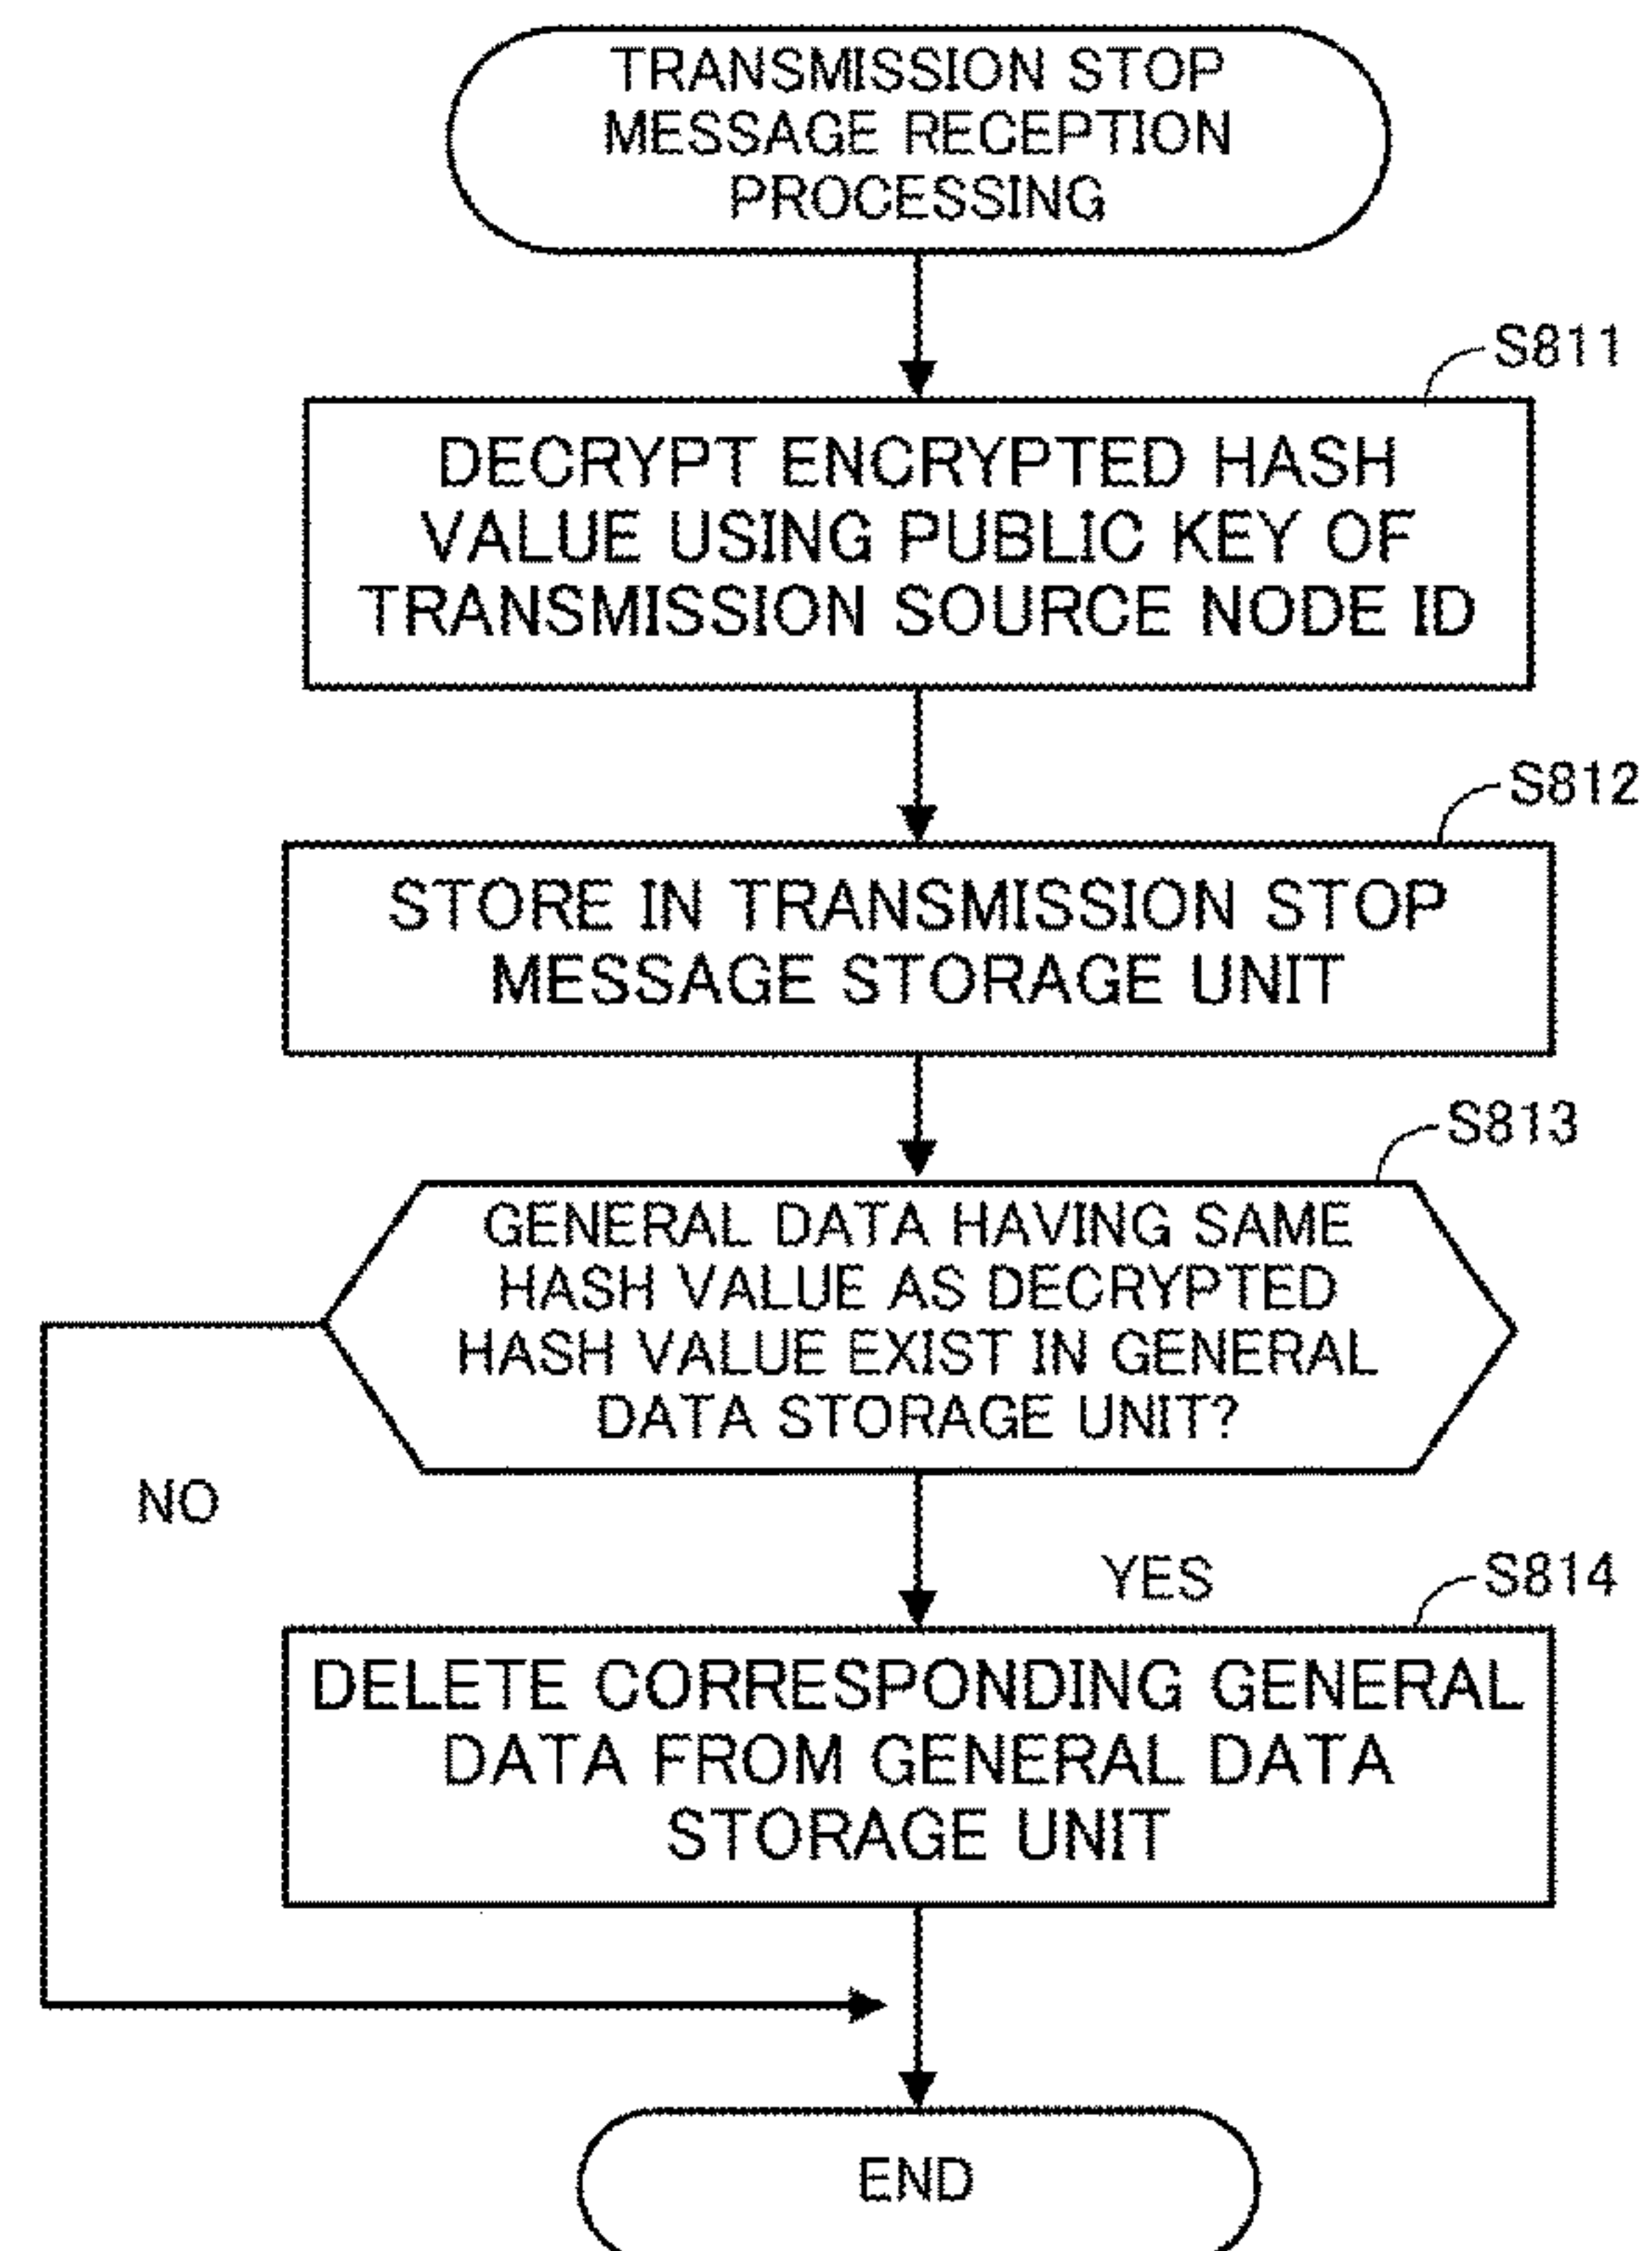 TRANSMISSION STOP
MESSAGE RECEPTION
PROCESSING
S811
DECRYPT ENCRYPTED HASH
VALUE USING PUBLIC KEY OF
TRANSMISSION SOURCE NODE ID
S812
STORE IN TRANSMISSION STOP
MESSAGE STORAGE UNIT
S813
GENERAL DATA HAVING SAME
HASH VALUE AS DECRYPTED
HASH VALUE EXIST IN GENERAL
DATA STORAGE UNIT?
NO
YES
S814
DELETE CORRESPONDING GENERAL
DATA FROM GENERAL DATA
STORAGE UNIT
END